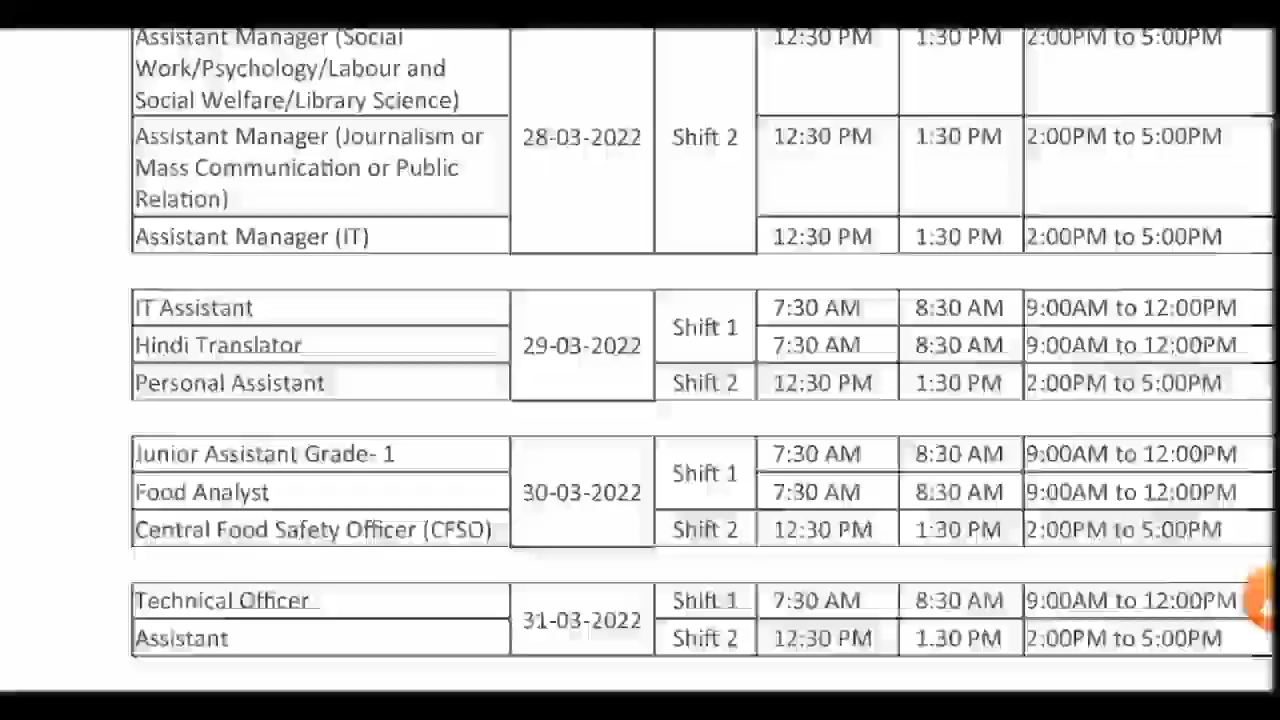 Assistant Manager (Social 12:30 PM 1:30 PM 2:00PM to 5:00PM
Work/Psychology/Labour and
Social Welfare/Library Science)
Assistant Manager (Journalism or 28-03-2022 Shift 2 12:30 PM 1:30 PM 2:00PM to 5:00PM
Mass Communication or Public
Relation)
Assistant Manager (IT) 12:30 PM 1:30 PM 2:00PM to 5:00PM
IT Assistant 7:30 AM 8:30 AM 9:00AM to 12:00PM
Shift 1
Hindi Translator 29-03-2022 7:30 AM 8:30 AM 9:00AM to 12:00PM
Personal Assistant Shift 2 12:30 PM 1:30 PM 2:00PM to 5:00PM
Junior Assistant Grade- 1 7:30 AM 8:30 AM 9:00AM to 12:00PM
Shift 1
Food Analyst 30-03-2022 7:30 AM 8:30 AM 9:00AM to 12:00PM
Central Food Safety Officer (CFSO) Shift 2 12:30 PM 1:30 PM 2:00PM to 5:00PM
Technical Officer Shift 1 7:30 AM 8:30 AM 9:00AM to 12:00PM
31-03-2022
Assistant Shift 2 12:30 PM 1.30 PM 2:00PM to 5:00PM